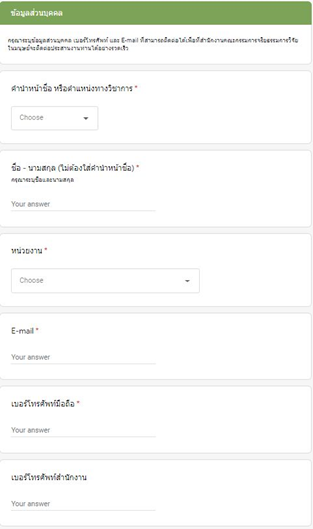 ข้อมูลส่วนบุคคล
กรุณาระบุข้อมูลส่วนบุคคล เบอร์โทรศัพท์ และ E-mail ที่สามารถติดต่อได้เพื่อที่สำนักงานคณะกรรมการจริยธรรมการวิจัย
ในมนุษย์จะติดต่อประสานงานท่านได้อย่างรวดเร็ว
คำนำหน้าชื่อ หรือตำแหน่งทางวิชาการ *
Choose
ชื่อ - นามสกุล (ไม่ต้องใส่คำนำหน้าชื่อ) *
กรุณาระบุชื่อและนามสกุล
Your answer
หน่วยงาน *
Choose
E-mail *
Your answer
เบอร์โทรศัพท์มือถือ *
Your answer
เบอร์โทรศัพท์สำนักงาน
Your answer